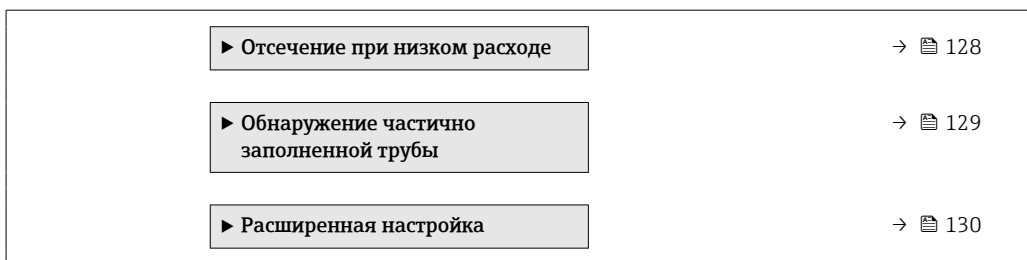 ▶ Отсечение при низком расходе → 🖹 128
▶ Обнаружение частично → 🖹 129
заполненной трубы
▶ Расширенная настройка → 🖹 130